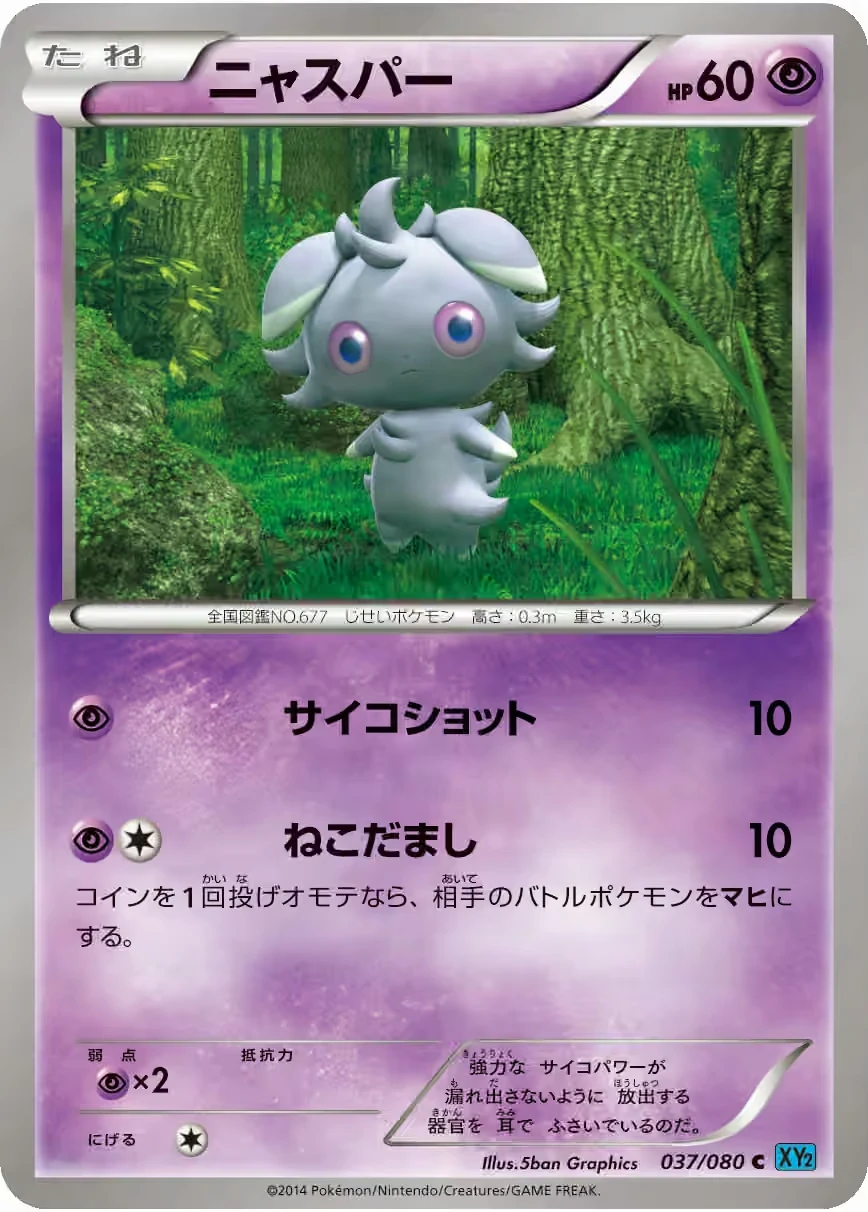 たね ニャスパー HP60
全国図鑑NO.677 じせいポケモン 高さ:0.3m 重さ:3.5kg
サイコショット 10
ねこだまし 10
コインを1回投げオモテなら、相手のバトルポケモンをマヒに
する。
弱点 抵抗力
×2
にげる
強力な サイコパワーが
漏れ出さないように 放出する
器官を 耳で ふさいでいるのだ。
Illus.5ban Graphics 037/080 C XY2
©2014 Pokémon/Nintendo/Creatures/GAME FREAK.